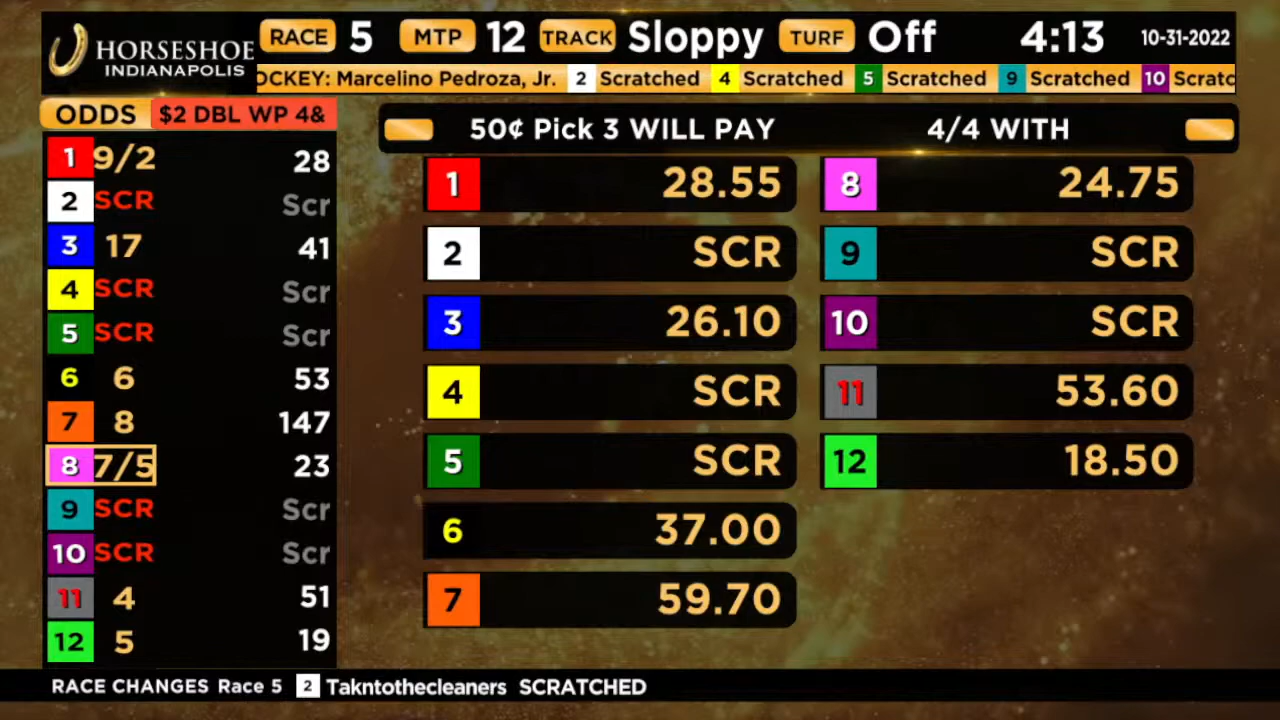 HORSESHOE
INDIANAPOLIS
RACE 5 MTP 12 TRACK Sloppy TURF Off 4:13 10-31-2022
OCKEY: Marcelino Pedroza, Jr. 2 Scratched 4 Scratched 5 Scratched 9 Scratched 10 Scratc
ODDS $2 DBL WP 4&
1 9/2 28
2 SCR Scr
3 17 41
4 SCR Scr
5 SCR Scr
6 6 53
7 8 147
8 7/5 23
9 SCR Scr
10 SCR Scr
11 4 51
12 5 19
50¢ Pick 3 WILL PAY 4/4 WITH
1 28.55
2 SCR
3 26.10
4 SCR
5 SCR
6 37.00
7 59.70
8 24.75
9 SCR
10 SCR
11 53.60
12 18.50
RACE CHANGES Race 5 2 Takntothecleaners SCRATCHED